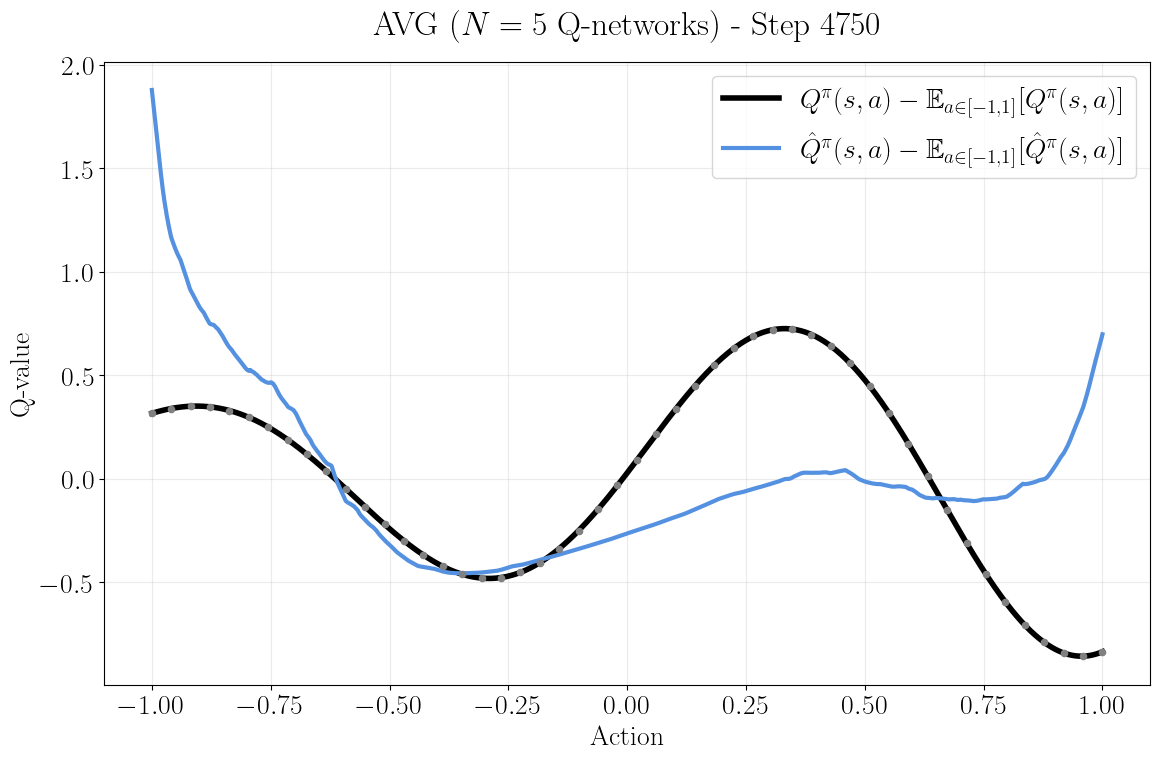 AVG (N = 5 Q-networks) - Step 4750
Q^π(s, a) − 𝔼_{a∈[−1,1]}[Q^π(s, a)]
Q̂^π(s, a) − 𝔼_{a∈[−1,1]}[Q̂^π(s, a)]
2.0
1.5
1.0
0.5
0.0
−0.5
Q-value
−1.00 −0.75 −0.50 −0.25 0.00 0.25 0.50 0.75 1.00
Action